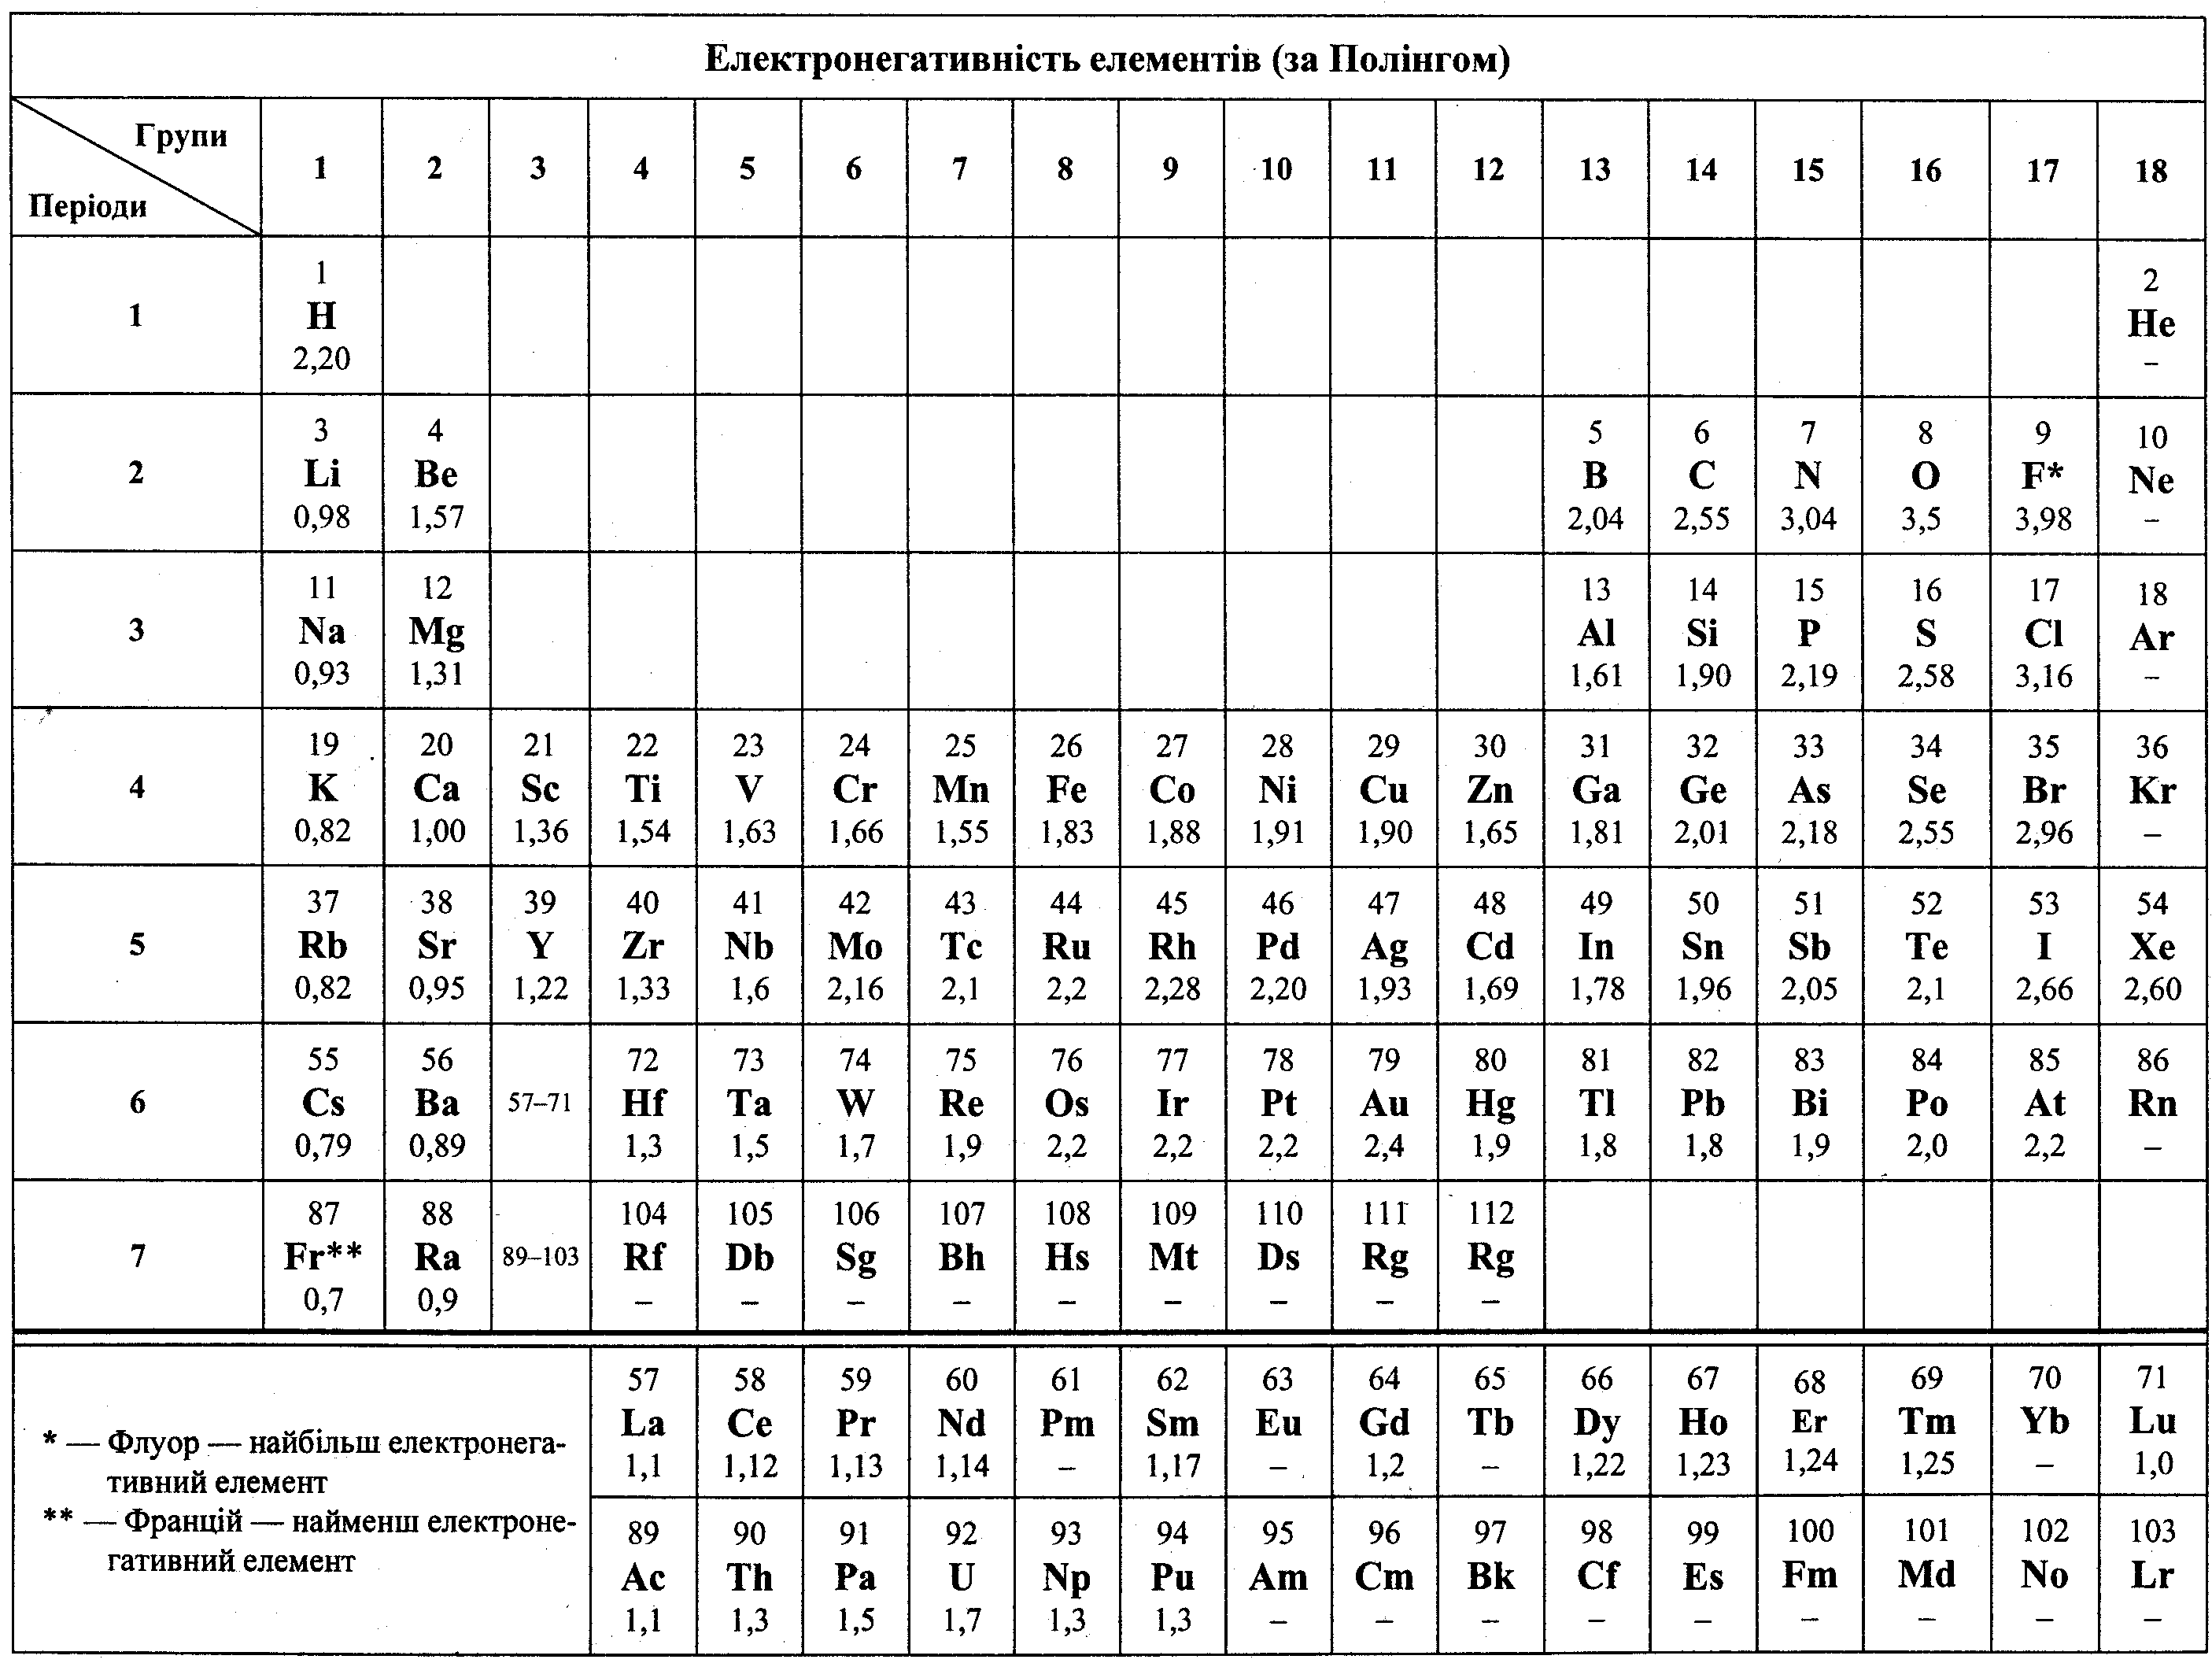 Електронегативність елементів (за Полінгом)
Групи
Періоди
1 2 3 4 5 6 7 8 9 10 11 12 13 14 15 16 17 18
1
1 2
H He
2,20 –
2
3 4 5 6 7 8 9 10
Li Be B C N O F* Ne
0,98 1,57 2,04 2,55 3,04 3,5 3,98 –
3
11 12 13 14 15 16 17 18
Na Mg Al Si P S Cl Ar
0,93 1,31 1,61 1,90 2,19 2,58 3,16 –
4
19 20 21 22 23 24 25 26 27 28 29 30 31 32 33 34 35 36
K Ca Sc Ti V Cr Mn Fe Co Ni Cu Zn Ga Ge As Se Br Kr
0,82 1,00 1,36 1,54 1,63 1,66 1,55 1,83 1,88 1,91 1,90 1,65 1,81 2,01 2,18 2,55 2,96 –
5
37 38 39 40 41 42 43 44 45 46 47 48 49 50 51 52 53 54
Rb Sr Y Zr Nb Mo Tc Ru Rh Pd Ag Cd In Sn Sb Te I Xe
0,82 0,95 1,22 1,33 1,6 2,16 2,1 2,2 2,28 2,20 1,93 1,69 1,78 1,96 2,05 2,1 2,66 2,60
6
55 56 72 73 74 75 76 77 78 79 80 81 82 83 84 85 86
Cs Ba 57–71 Hf Ta W Re Os Ir Pt Au Hg Tl Pb Bi Po At Rn
0,79 0,89 1,3 1,5 1,7 1,9 2,2 2,2 2,2 2,4 1,9 1,8 1,8 1,9 2,0 2,2 –
7
87 88 104 105 106 107 108 109 110 111 112
Fr** Ra 89–103 Rf Db Sg Bh Hs Mt Ds Rg Rg
0,7 0,9 – – – – – – – – –
* — Флуор — найбільш електронега-
тивний елемент
** — Францій — найменш електроне-
гативний елемент
57 58 59 60 61 62 63 64 65 66 67 68 69 70 71
La Ce Pr Nd Pm Sm Eu Gd Tb Dy Ho Er Tm Yb Lu
1,1 1,12 1,13 1,14 – 1,17 – 1,2 – 1,22 1,23 1,24 1,25 – 1,0
89 90 91 92 93 94 95 96 97 98 99 100 101 102 103
Ac Th Pa U Np Pu Am Cm Bk Cf Es Fm Md No Lr
1,1 1,3 1,5 1,7 1,3 1,3 – – – – – – – – –